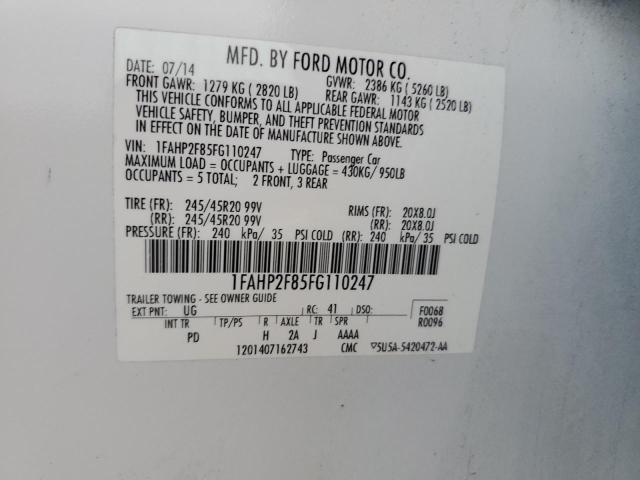 MFD. BY FORD MOTOR CO.
DATE: 07/14 GVWR: 2386 KG ( 5260 LB)
FRONT GAWR: 1279 KG ( 2820 LB) REAR GAWR: 1143 KG ( 2520 LB)
THIS VEHICLE CONFORMS TO ALL APPLICABLE FEDERAL MOTOR
VEHICLE SAFETY, BUMPER, AND THEFT PREVENTION STANDARDS
IN EFFECT ON THE DATE OF MANUFACTURE SHOWN ABOVE.
VIN: 1FAHP2F85FG110247 TYPE: Passenger Car
MAXIMUM LOAD = OCCUPANTS + LUGGAGE = 430KG/ 950LB
OCCUPANTS = 5 TOTAL; 2 FRONT, 3 REAR
TIRE (FR): 245/45R20 99V RIMS (FR): 20X8.0J
(RR): 245/45R20 99V (RR): 20X8.0J
PRESSURE (FR): 240 kPa/ 35 PSI COLD (RR): 240 kPa/ 35 PSI COLD
1FAHP2F85FG110247
TRAILER TOWING - SEE OWNER GUIDE
EXT PNT: UG RC: 41 DSO: F0068
INT TR TP/PS R AXLE TR SPR R0096
PD H 2A J AAAA
1201407162743 CMC 5U5A-5420472-AA